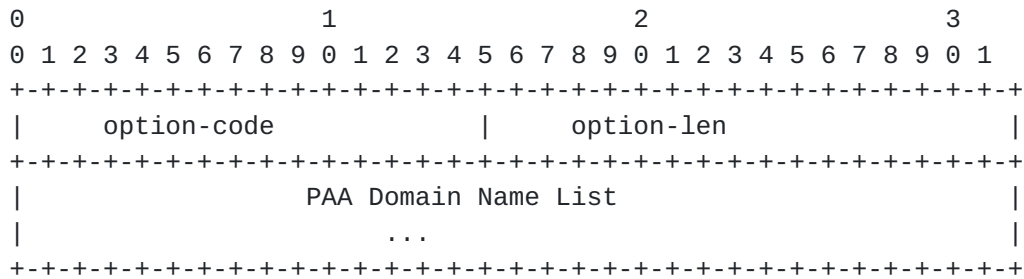 0                   1                   2                   3
0 1 2 3 4 5 6 7 8 9 0 1 2 3 4 5 6 7 8 9 0 1 2 3 4 5 6 7 8 9 0 1
+-+-+-+-+-+-+-+-+-+-+-+-+-+-+-+-+-+-+-+-+-+-+-+-+-+-+-+-+-+-+-+-+
|     option-code             |     option-len                  |
+-+-+-+-+-+-+-+-+-+-+-+-+-+-+-+-+-+-+-+-+-+-+-+-+-+-+-+-+-+-+-+-+
|                  PAA Domain Name List                         |
|                       ...                                     |
+-+-+-+-+-+-+-+-+-+-+-+-+-+-+-+-+-+-+-+-+-+-+-+-+-+-+-+-+-+-+-+-+